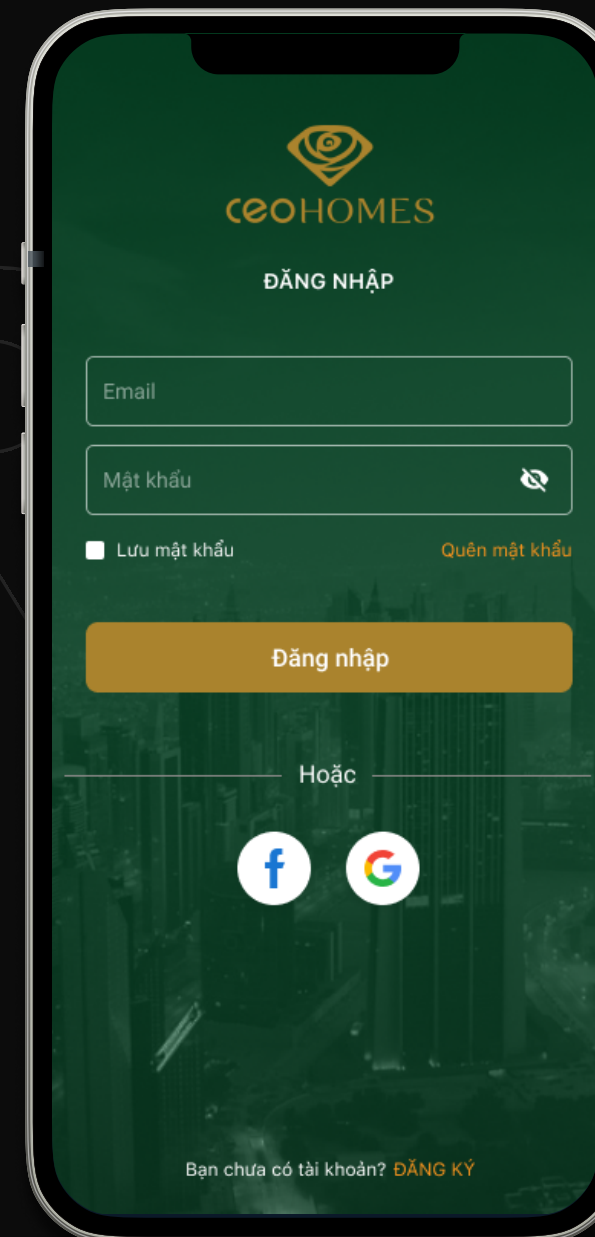 CEOHOMES
ĐĂNG NHẬP
Email
Mật khẩu
Lưu mật khẩu Quên mật khẩu
Đăng nhập
Hoặc
f G
Bạn chưa có tài khoản? ĐĂNG KÝ